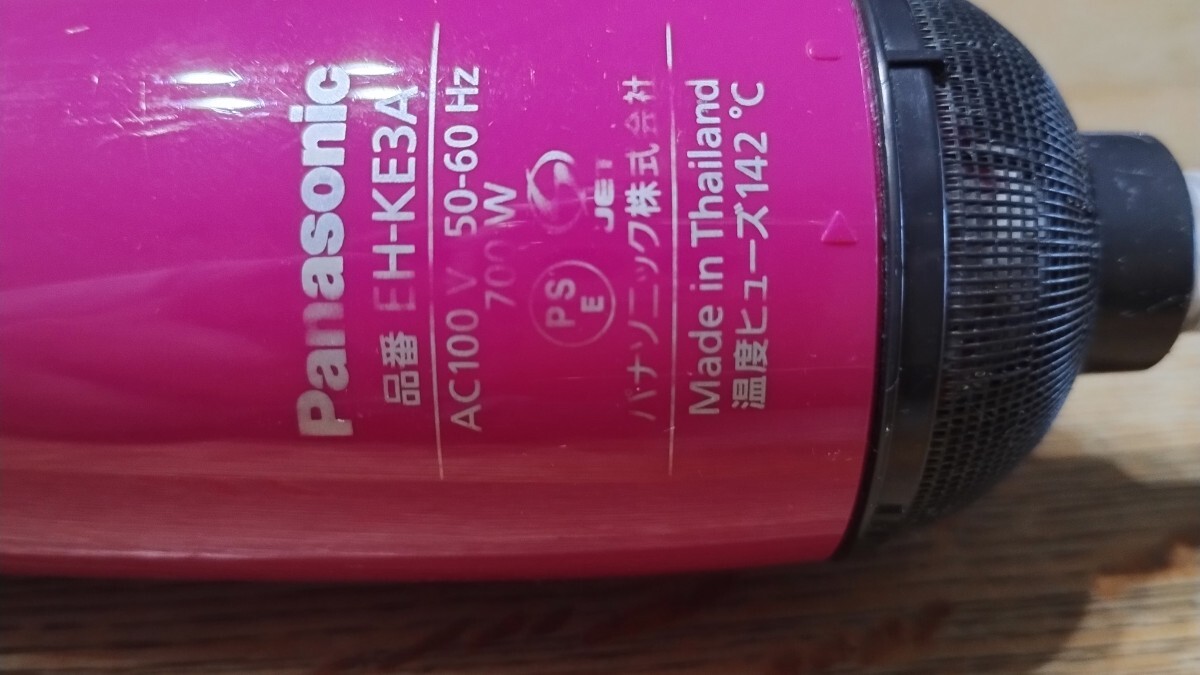 Panasonic
品番 EH-KE3A
AC100 V 50-60 Hz
700 W
PS
E
JET
パナソニック株式会社
Made in Thailand
温度ヒューズ142 ℃